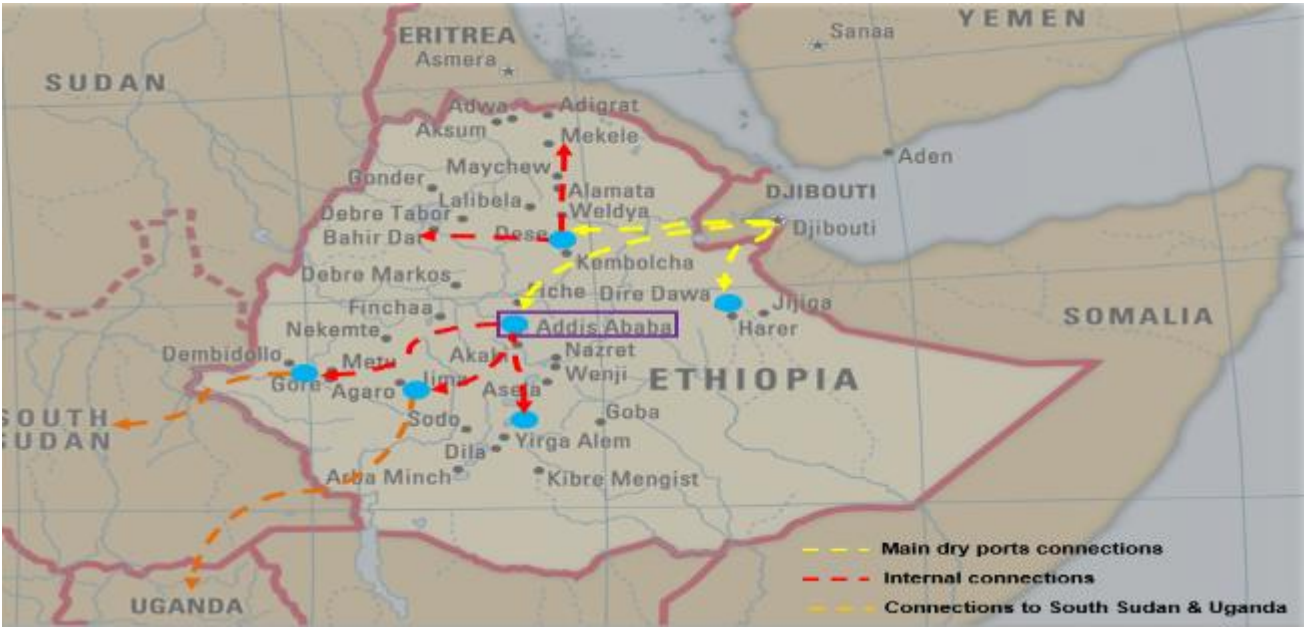 YEMEN
Sanaa
ERITREA
Asmera
SUDAN
Adwa
Adigrat
Aksum
Mekele
Aden
Maychew
Gonder
Alamata
DJIBOUTI
Lalibela
Debre Tabor
Weldya
Djibouti
Bahir Dar
Dese
Kembolcha
Debre Markos
Fiche
Dire Dawa
Jijiga
Finchaa
SOMALIA
Addis Ababa
Harer
Nekemte
Dembidollo
Metu
Akaki
Nazret
Wenji
ETHIOPIA
Gore
Agaro
Jima
Asela
SOUTH
SUDAN
Sodo
Goba
Yirga Alem
Dila
Arba Minch
Kibre Mengist
Main dry ports connections
Internal connections
Connections to South Sudan & Uganda
UGANDA